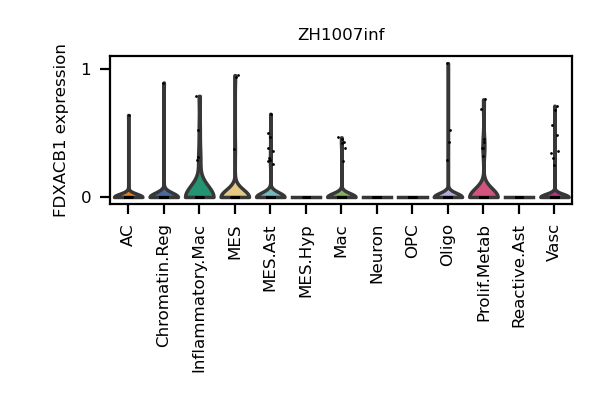 ZH1007inf
FDXACB1 expression
1
0
AC
Chromatin.Reg
Inflammatory.Mac
MES
MES.Ast
MES.Hyp
Mac
Neuron
OPC
Oligo
Prolif.Metab
Reactive.Ast
Vasc